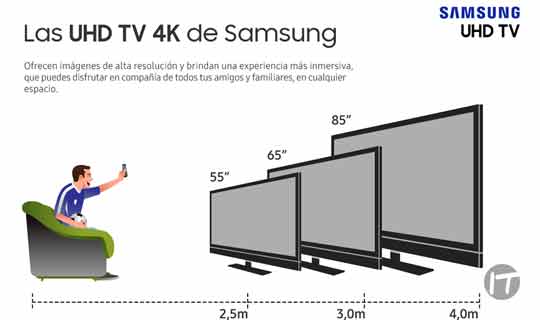 Las UHD TV 4K de Samsung
SAMSUNG
UHD TV
Ofrecen imágenes de alta resolución y brindan una experiencia más inmersiva,
que puedes disfrutar en compañía de todos tus amigos y familiares, en cualquier
espacio.
85”
65”
55”
IT
2,5m
3,0m
4,0m